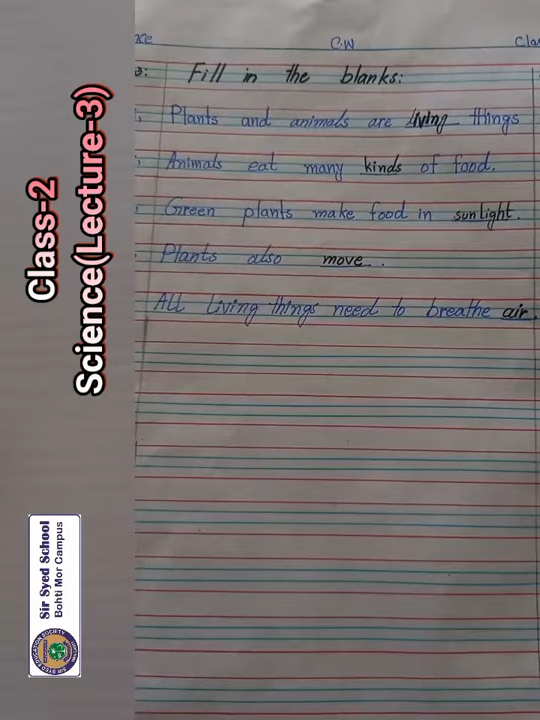 Class-2
Science(Lecture-3)
Sir Syed School
Bohti Mor Campus
C.W
Fill in the blanks:
Plants and animals are living things
Animals eat many kinds of food.
Green plants make food in sunlight.
Plants also move.
All living things need to breathe air.